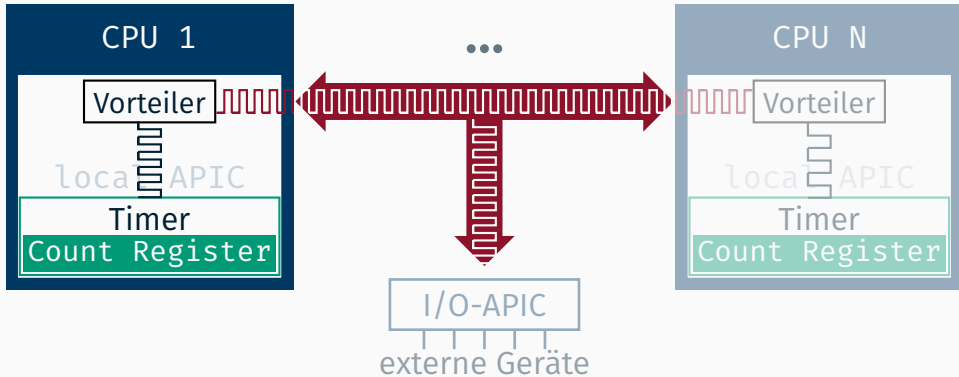 CPU 1
...
CPU N
Vorteiler
Vorteiler
local APIC
local APIC
Timer
Timer
Count Register
Count Register
I/O-APIC
externe Geräte